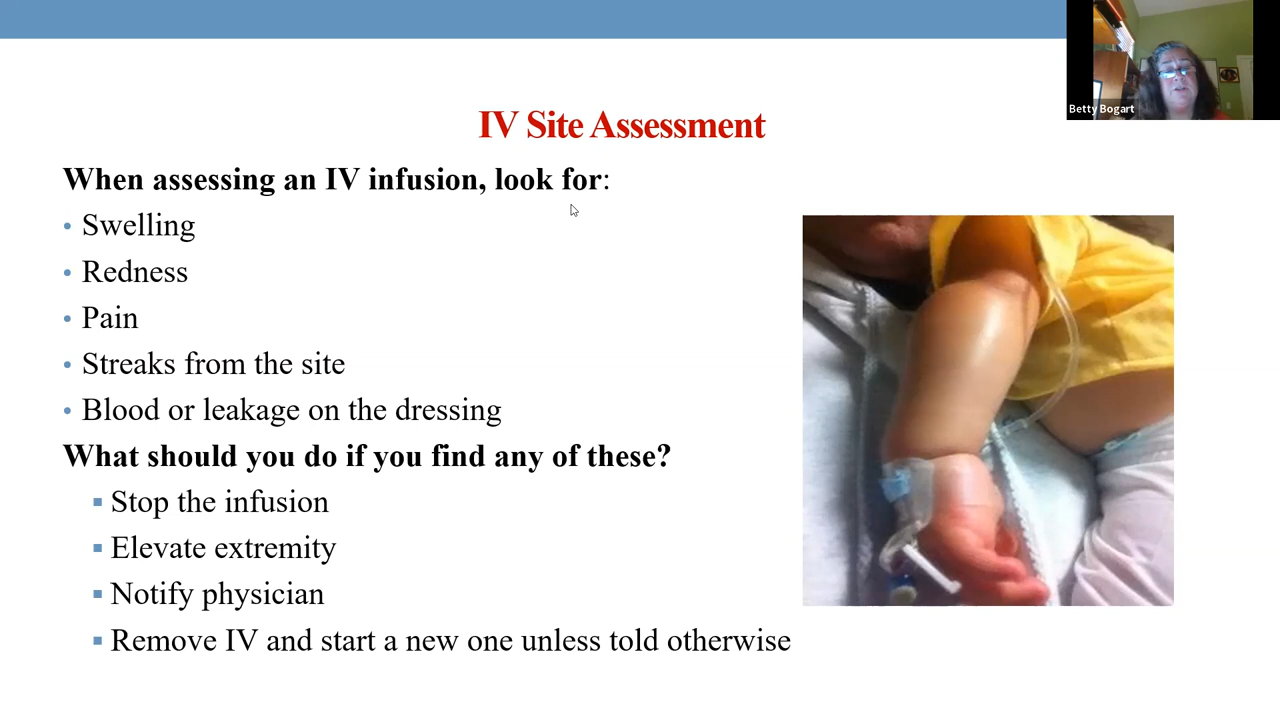 Betty Bogart
IV Site Assessment
When assessing an IV infusion, look for:
• Swelling
• Redness
• Pain
• Streaks from the site
• Blood or leakage on the dressing
What should you do if you find any of these?
▪ Stop the infusion
▪ Elevate extremity
▪ Notify physician
▪ Remove IV and start a new one unless told otherwise